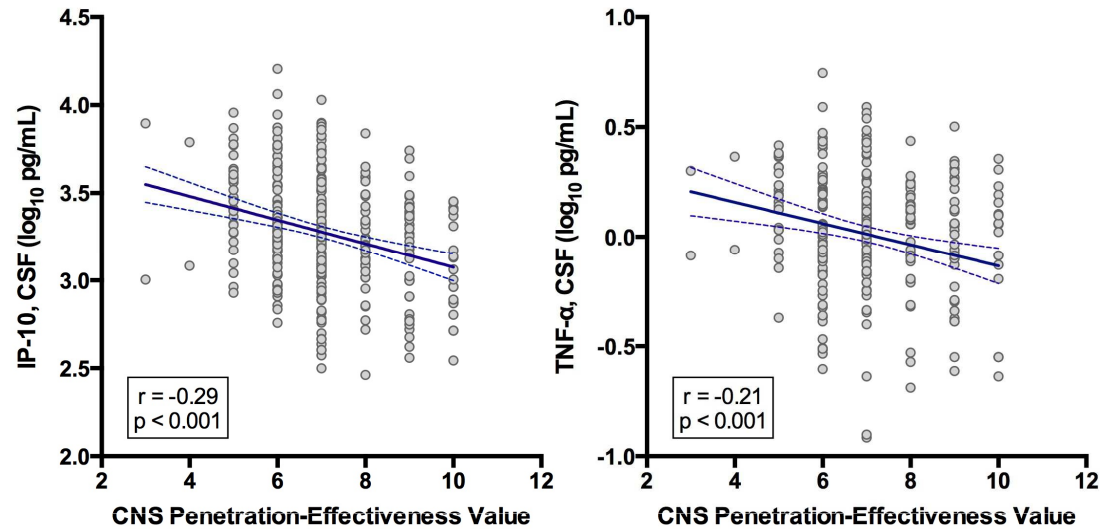 4.5
4.0
3.5
3.0
2.5
2.0
IP-10, CSF (log10 pg/mL)
r = -0.29
p < 0.001
2 4 6 8 10 12
CNS Penetration-Effectiveness Value
1.0
0.5
0.0
-0.5
-1.0
TNF-α, CSF (log10 pg/mL)
r = -0.21
p < 0.001
2 4 6 8 10 12
CNS Penetration-Effectiveness Value